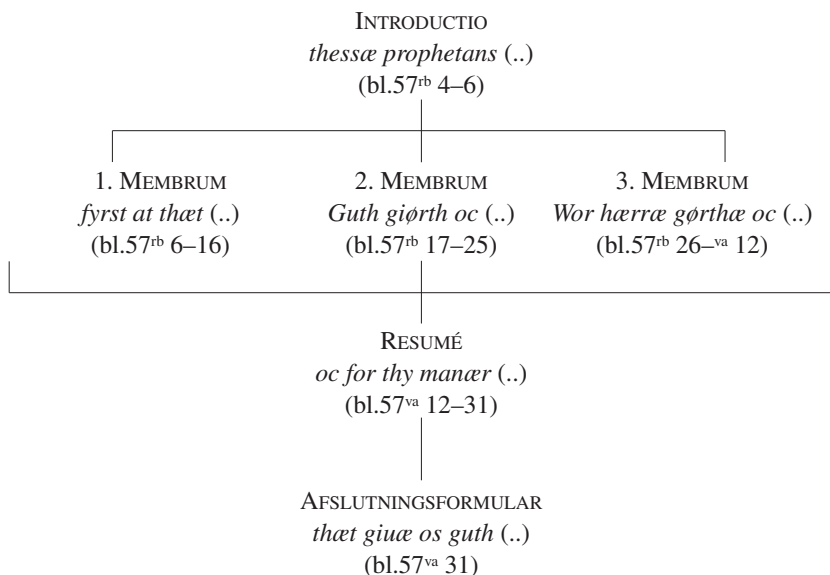 INTRODUCTIO
thessæ prophetans (..)
(bl.57rb 4–6)
1. MEMBRUM
fyrst at thæt (..)
(bl.57rb 6–16)
2. MEMBRUM
Guth giørth oc (..)
(bl.57rb 17–25)
3. MEMBRUM
Wor hærræ gørthæ oc (..)
(bl.57rb 26–va 12)
RESUMÉ
oc for thy manær (..)
(bl.57va 12–31)
AFSLUTNINGSFORMULAR
thæt giuæ os guth (..)
(bl.57va 31)